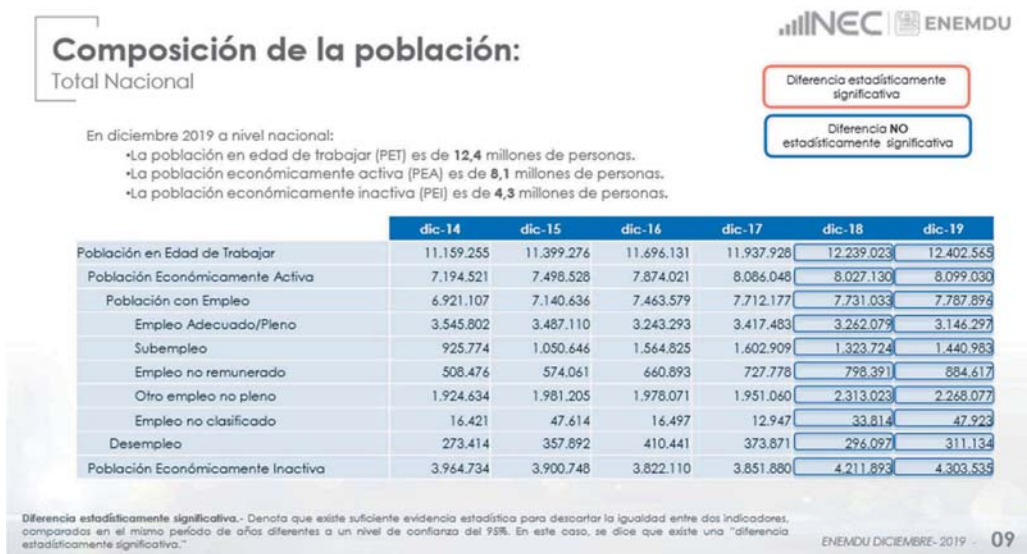 INEC ENEMDU
Composición de la población:
Total Nacional
Diferencia estadísticamente
significativa
Diferencia NO
estadísticamente significativa
En diciembre 2019 a nivel nacional:
•La población en edad de trabajar (PET) es de 12,4 millones de personas.
•La población económicamente activa (PEA) es de 8,1 millones de personas.
•La población económicamente inactiva (PEI) es de 4,3 millones de personas.
dic-14 dic-15 dic-16 dic-17 dic-18 dic-19
Población en Edad de Trabajar 11.159.255 11.399.276 11.696.131 11.937.928 12.239.023 12.402.565
Población Económicamente Activa 7.194.521 7.498.528 7.874.021 8.086.048 8.027.130 8.099.030
Población con Empleo 6.921.107 7.140.636 7.463.579 7.712.177 7.731.033 7.787.896
Empleo Adecuado/Pleno 3.545.802 3.487.110 3.243.293 3.417.483 3.262.079 3.146.297
Subempleo 925.774 1.050.646 1.564.825 1.602.909 1.323.724 1.440.983
Empleo no remunerado 508.476 574.061 660.893 727.778 798.391 884.617
Otro empleo no pleno 1.924.634 1.981.205 1.978.071 1.951.060 2.313.023 2.268.077
Empleo no clasificado 16.421 47.614 16.497 12.947 33.814 47.923
Desempleo 273.414 357.892 410.441 373.871 296.097 311.134
Población Económicamente Inactiva 3.964.734 3.900.748 3.822.110 3.851.880 4.211.893 4.303.535
Diferencia estadísticamente significativa.- Denota que existe suficiente evidencia estadística para descartar la igualdad entre dos indicadores,
comparados en el mismo período de años diferentes a un nivel de confianza del 95%. En este caso, se dice que existe una "diferencia
estadísticamente significativa."
ENEMDU DICIEMBRE- 2019 - 09